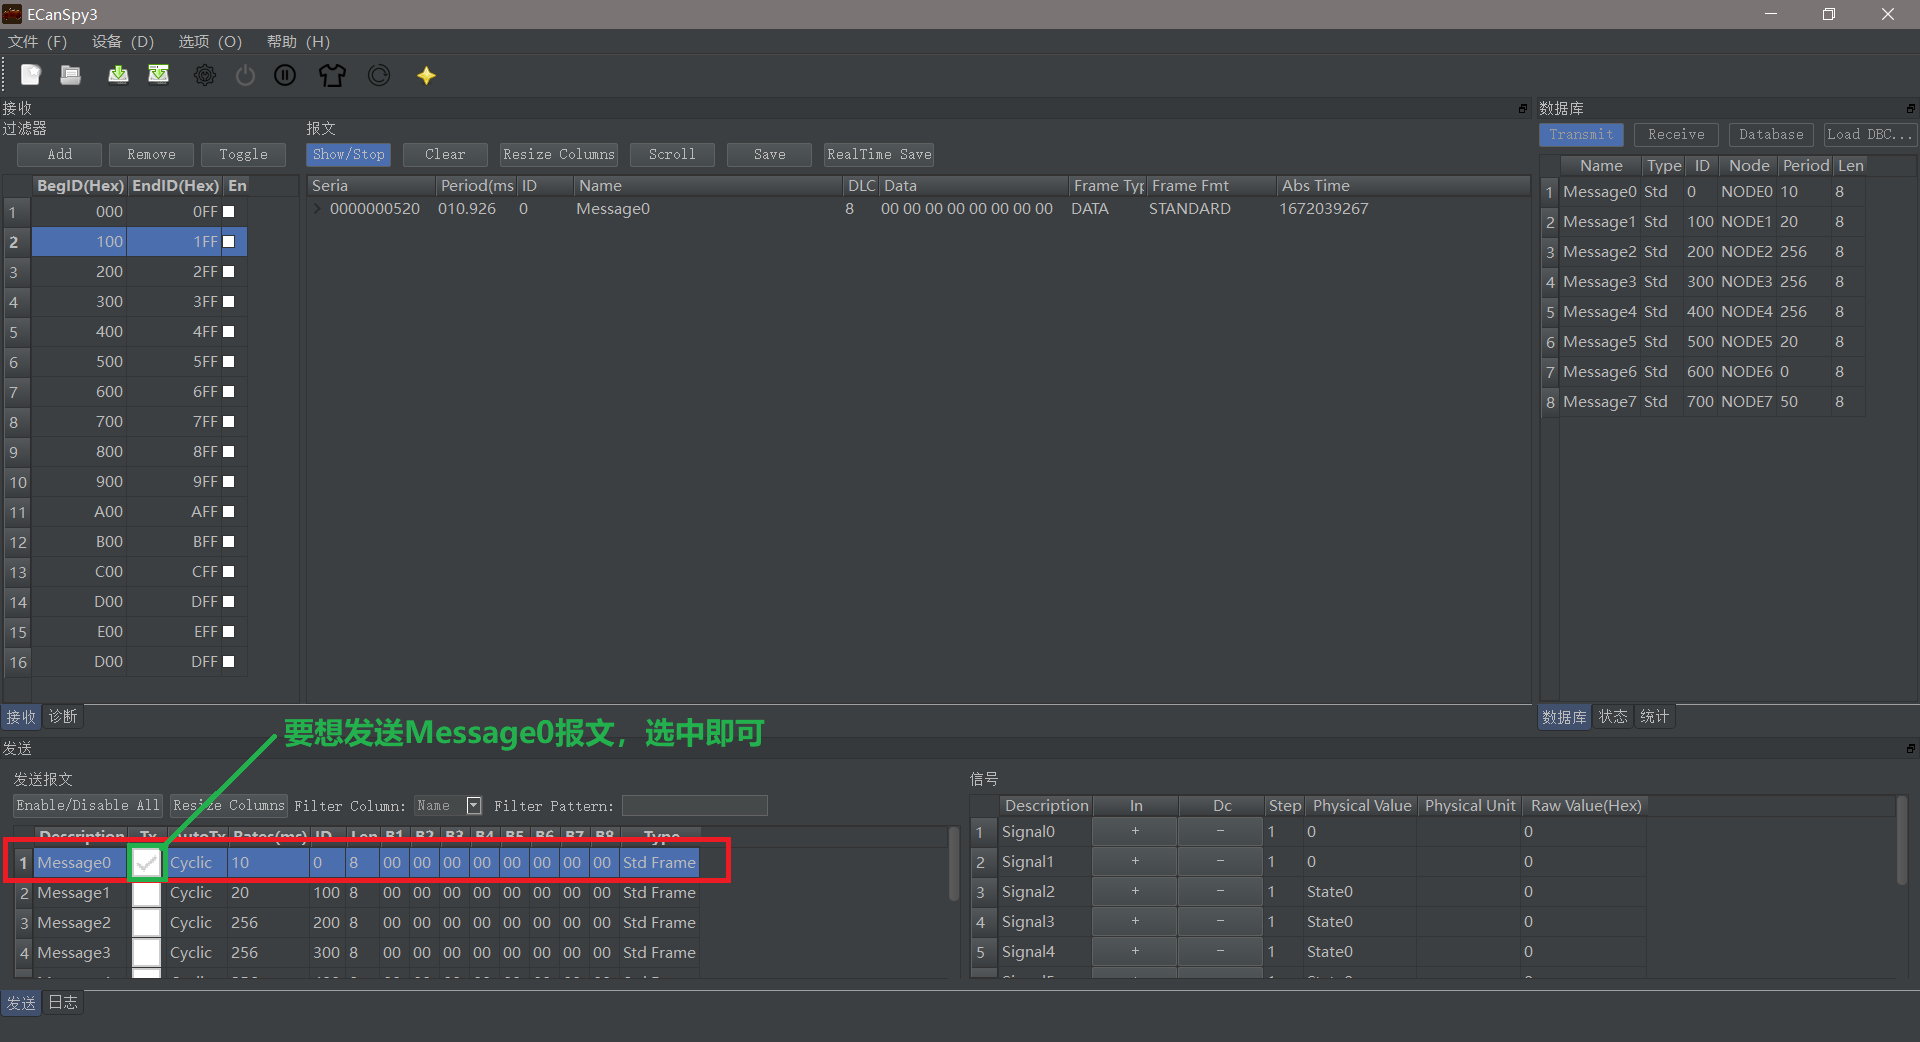 ECanSpy3
文件 (F) 设备 (D) 选项 (O) 帮助 (H)
接收
过滤器
Add Remove Toggle
BegID(Hex) EndID(Hex) En
1 000 0FF
2 100 1FF
3 200 2FF
4 300 3FF
5 400 4FF
6 500 5FF
7 600 6FF
8 700 7FF
9 800 8FF
10 900 9FF
11 A00 AFF
12 B00 BFF
13 C00 CFF
14 D00 DFF
15 E00 EFF
16 D00 DFF
报文
Show/Stop Clear Resize Columns Scroll Save RealTime Save
Seria Period(ms ID Name DLC Data Frame Typ Frame Fmt Abs Time
0000000520 010.926 0 Message0 8 00 00 00 00 00 00 00 00 DATA STANDARD 1672039267
数据库
Transmit Receive Database Load DBC...
Name Type ID Node Period Len
1 Message0 Std 0 NODE0 10 8
2 Message1 Std 100 NODE1 20 8
3 Message2 Std 200 NODE2 256 8
4 Message3 Std 300 NODE3 256 8
5 Message4 Std 400 NODE4 256 8
6 Message5 Std 500 NODE5 20 8
7 Message6 Std 600 NODE6 0 8
8 Message7 Std 700 NODE7 50 8
接收 诊断
数据库 状态 统计
要想发送Message0报文，选中即可
发送
发送报文
Enable/Disable All Resize Columns Filter Column: Name Filter Pattern:
Description Tx AutoTx Rates(ms) ID Len B1 B2 B3 B4 B5 B6 B7 B8 Type
1 Message0 Cyclic 10 0 8 00 00 00 00 00 00 00 00 Std Frame
2 Message1 Cyclic 20 100 8 00 00 00 00 00 00 00 00 Std Frame
3 Message2 Cyclic 256 200 8 00 00 00 00 00 00 00 00 Std Frame
4 Message3 Cyclic 256 300 8 00 00 00 00 00 00 00 00 Std Frame
信号
Description In Dc Step Physical Value Physical Unit Raw Value(Hex)
1 Signal0 + - 1 0 0
2 Signal1 + - 1 0 0
3 Signal2 + - 1 State0 0
4 Signal3 + - 1 State0 0
5 Signal4 + - 1 State0 0
发送 日志